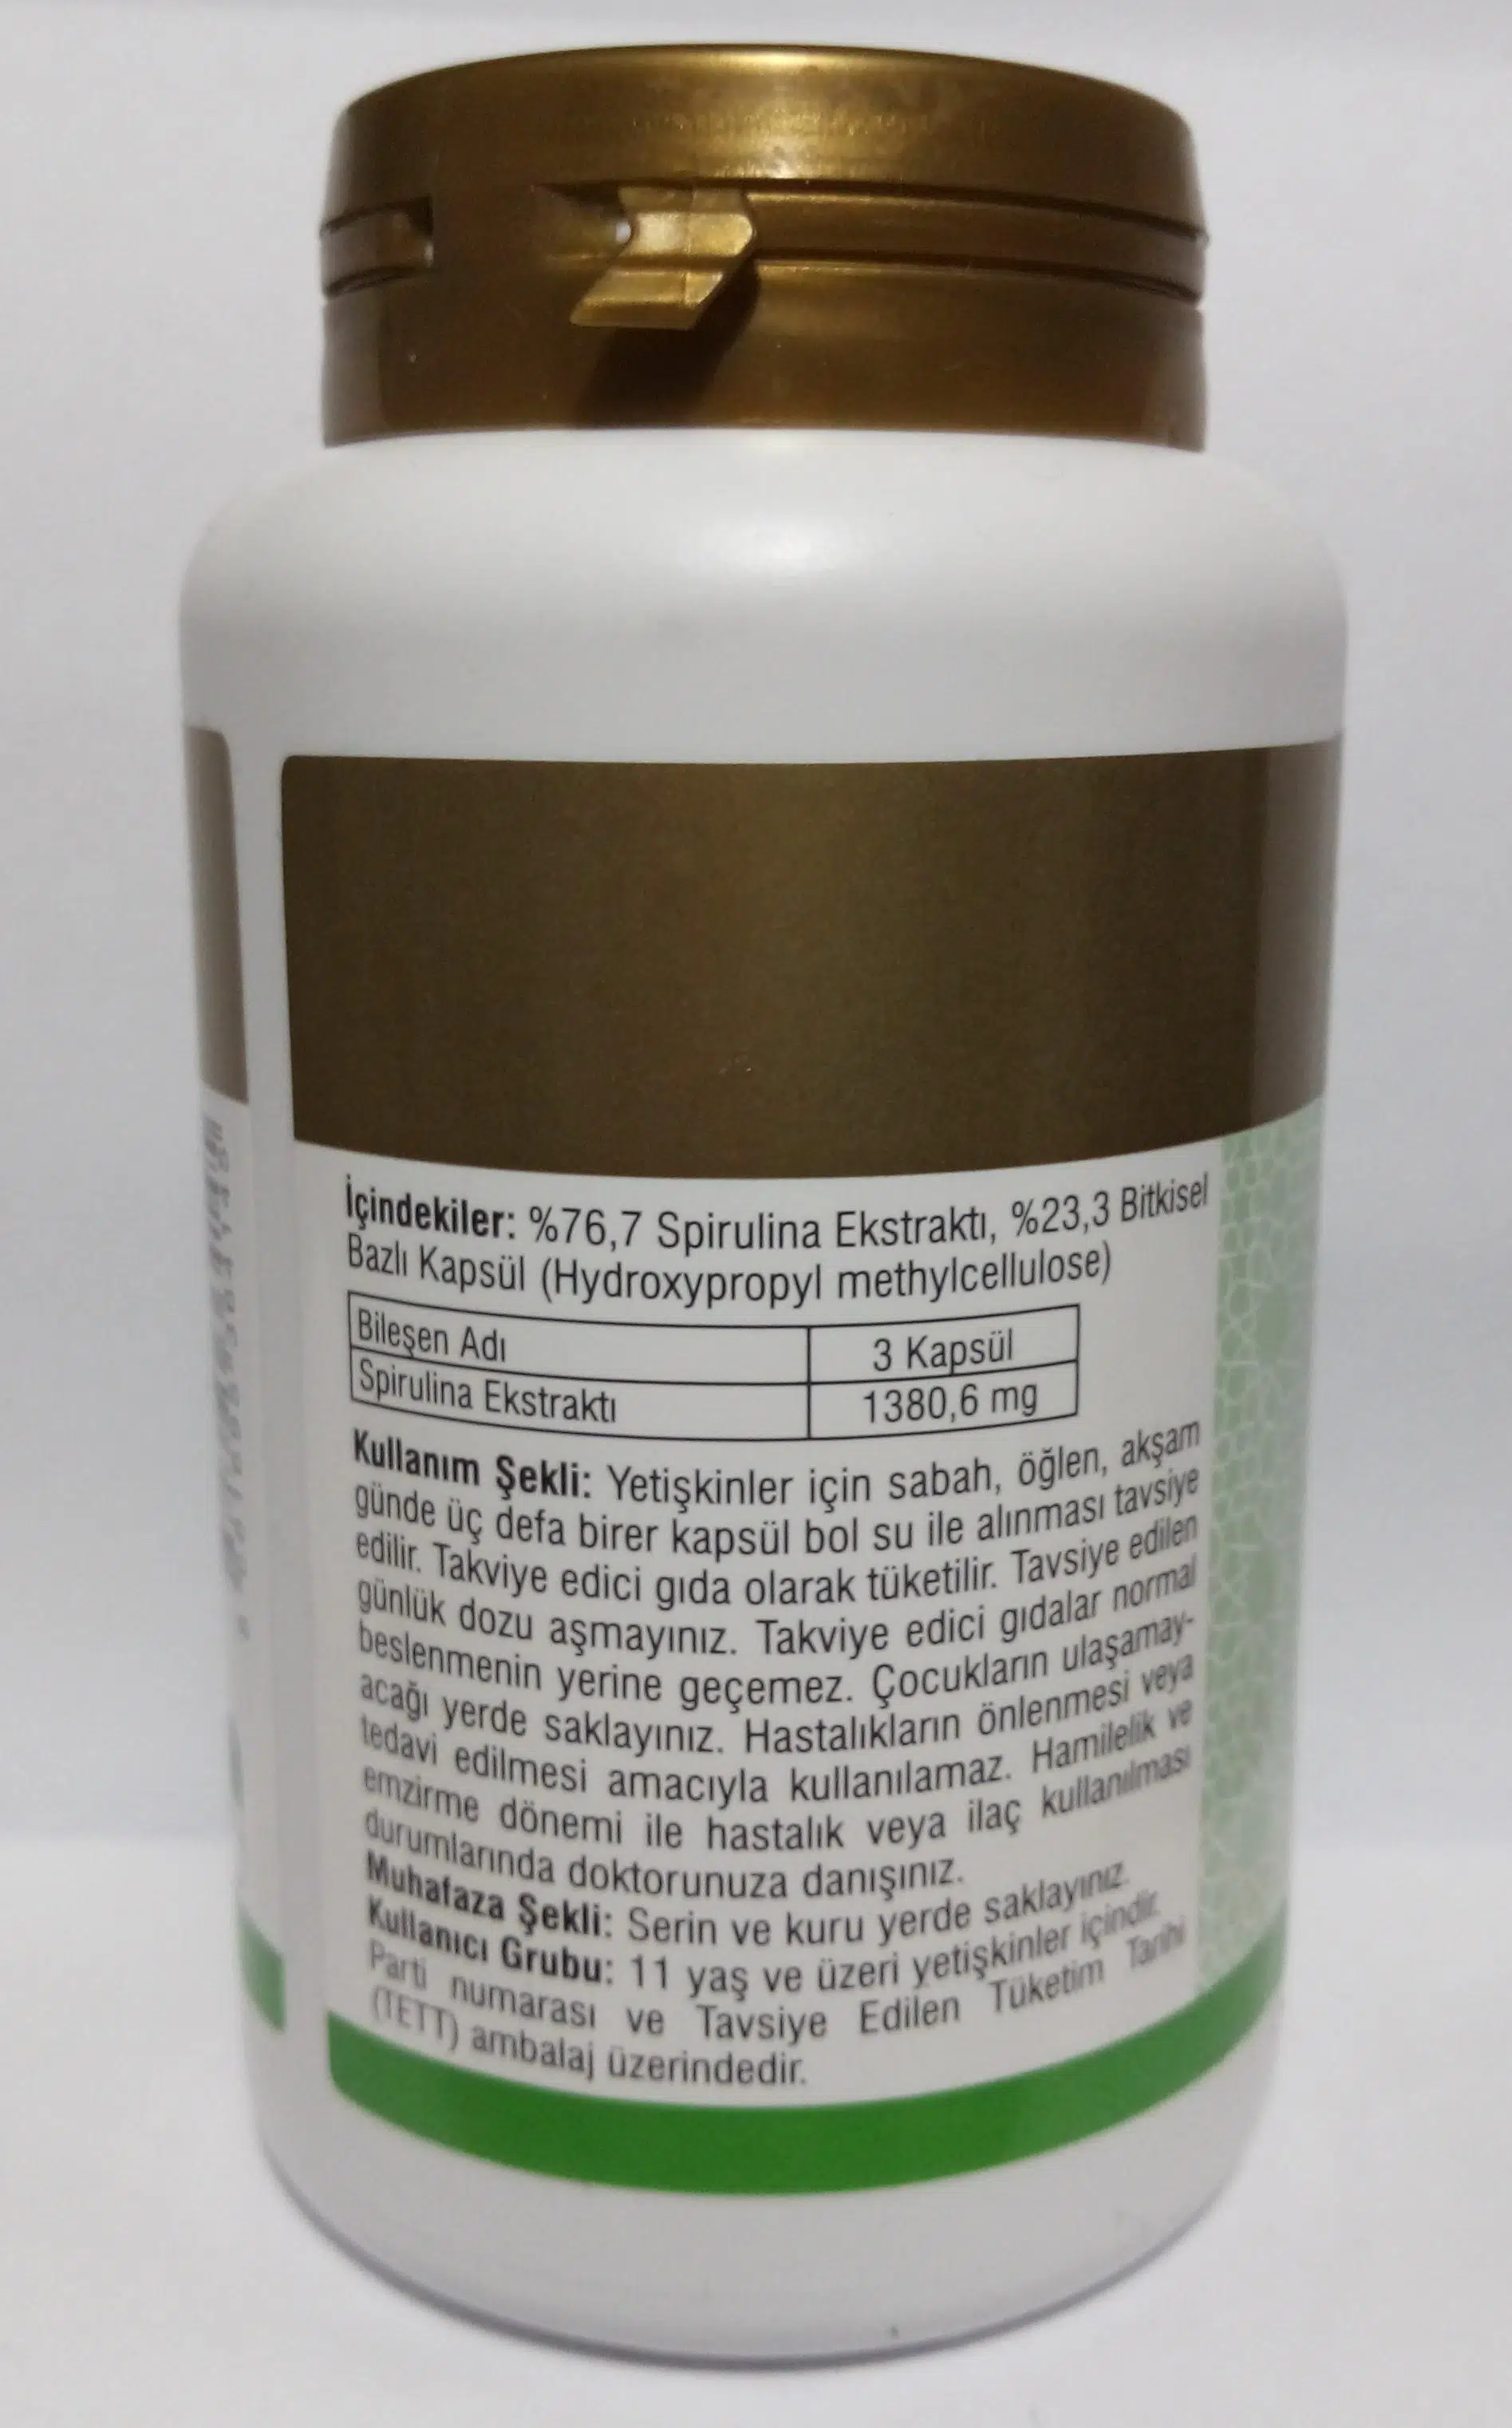 İçindekiler: %76,7 Spirulina Ekstraktı, %23,3 Bitkisel
Bazlı Kapsül (Hydroxypropyl methylcellulose)
Bileşen Adı 3 Kapsül
Spirulina Ekstraktı 1380,6 mg
Kullanım Şekli: Yetişkinler için sabah, öğlen, akşam
günde üç defa birer kapsül bol su ile alınması tavsiye
edilir. Takviye edici gıda olarak tüketilir. Tavsiye edilen
günlük dozu aşmayınız. Takviye edici gıdalar normal
beslenmenin yerine geçemez. Çocukların ulaşamay-
acağı yerde saklayınız. Hastalıkların önlenmesi veya
tedavi edilmesi amacıyla kullanılamaz. Hamilelik ve
emzirme dönemi ile hastalık veya ilaç kullanılması
durumlarında doktorunuza danışınız.
Muhafaza Şekli: Serin ve kuru yerde saklayınız.
Kullanıcı Grubu: 11 yaş ve üzeri yetişkinler içindir.
Parti numarası ve Tavsiye Edilen Tüketim Tarihi
(TETT) ambalaj üzerindedir.